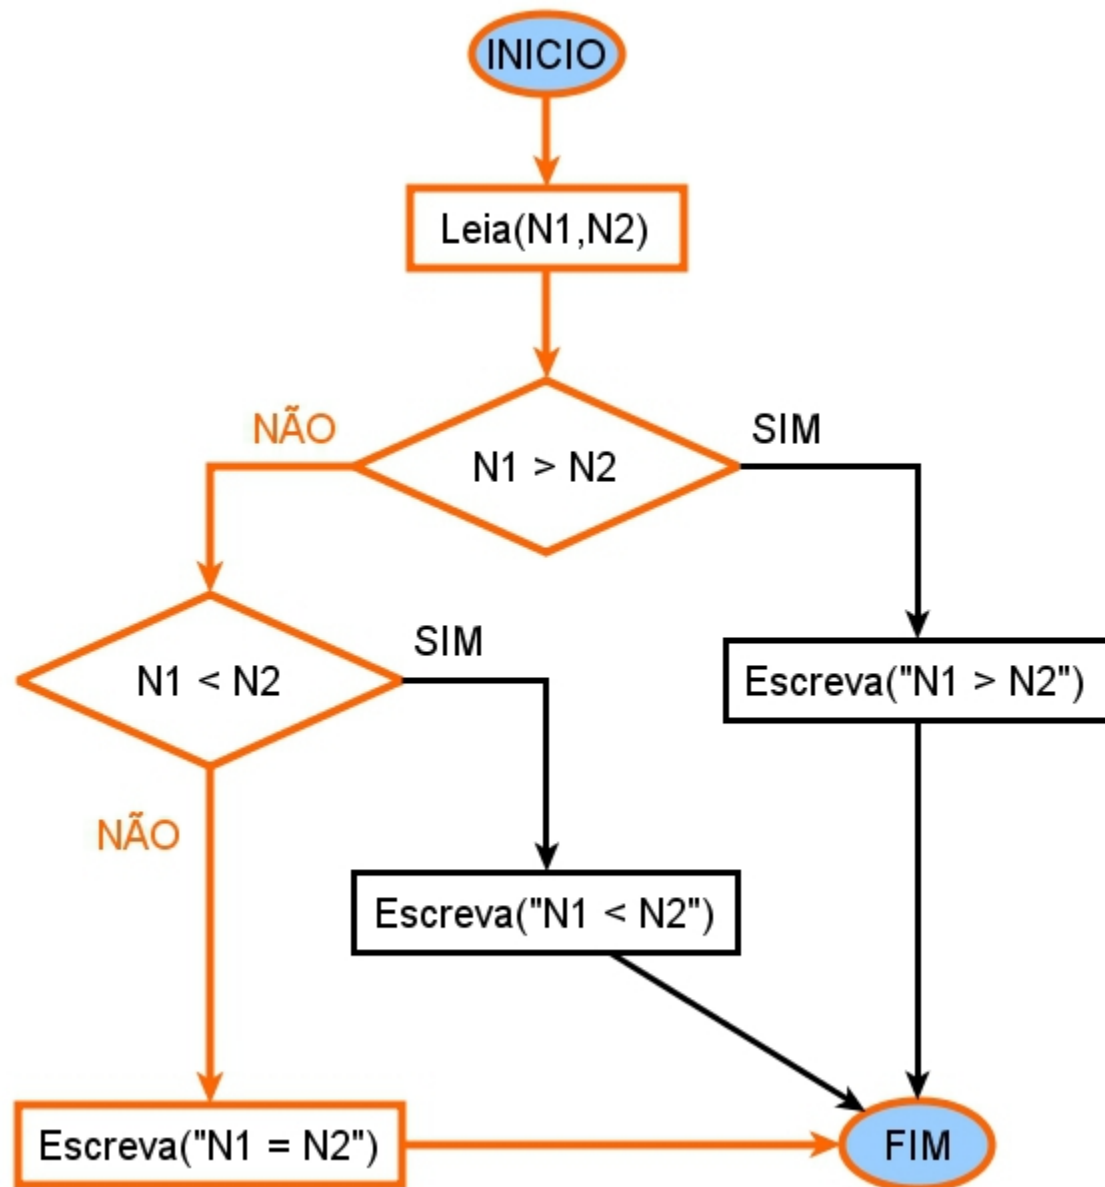 INICIO
Leia(N1,N2)
NÃO
SIM
N1 > N2
SIM
N1 < N2
Escreva("N1 > N2")
NÃO
Escreva("N1 < N2")
Escreva("N1 = N2")
FIM